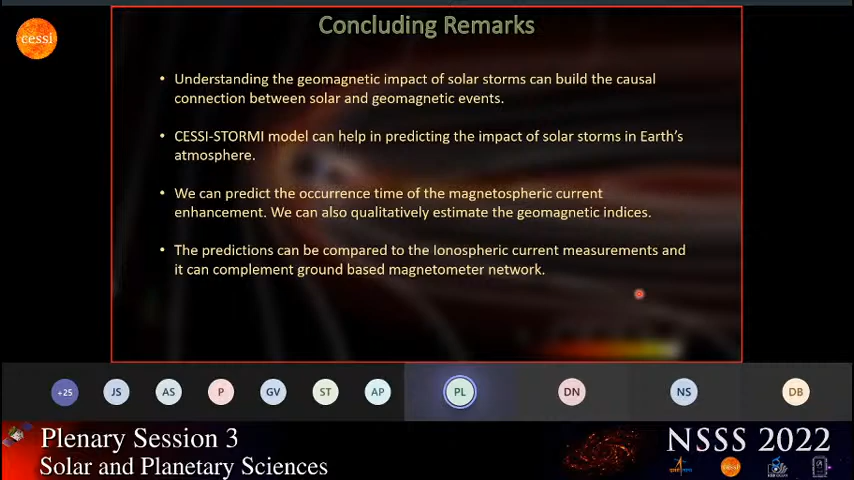 cessi
Concluding Remarks
• Understanding the geomagnetic impact of solar storms can build the causal
connection between solar and geomagnetic events.
• CESSI-STORMI model can help in predicting the impact of solar storms in Earth's
atmosphere.
• We can predict the occurrence time of the magnetospheric current
enhancement. We can also qualitatively estimate the geomagnetic indices.
• The predictions can be compared to the Ionospheric current measurements and
it can complement ground based magnetometer network.
+25 JS AS P GV ST AP PL DN NS DB
Plenary Session 3
Solar and Planetary Sciences
NSSS 2022
cessi